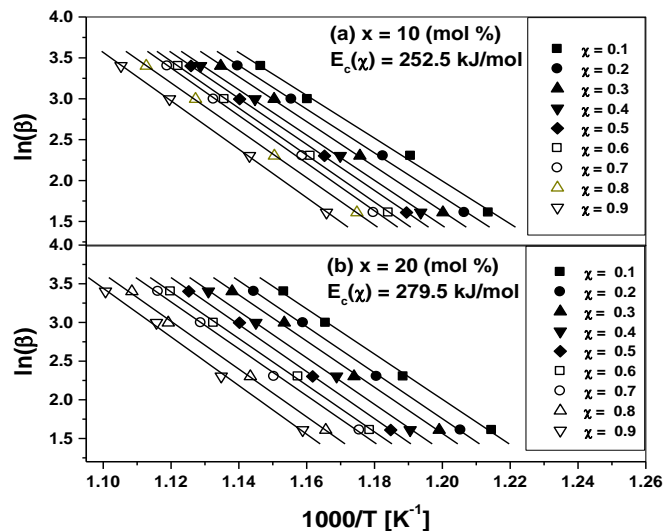 (a) x = 10 (mol %)
E_c(χ) = 252.5 kJ/mol
ln(β)
4.0
3.5
3.0
2.5
2.0
1.5
χ = 0.1
χ = 0.2
χ = 0.3
χ = 0.4
χ = 0.5
χ = 0.6
χ = 0.7
χ = 0.8
χ = 0.9
(b) x = 20 (mol %)
E_c(χ) = 279.5 kJ/mol
ln(β)
4.0
3.5
3.0
2.5
2.0
1.5
χ = 0.1
χ = 0.2
χ = 0.3
χ = 0.4
χ = 0.5
χ = 0.6
χ = 0.7
χ = 0.8
χ = 0.9
1.10 1.12 1.14 1.16 1.18 1.20 1.22 1.24 1.26
1000/T [K⁻¹]